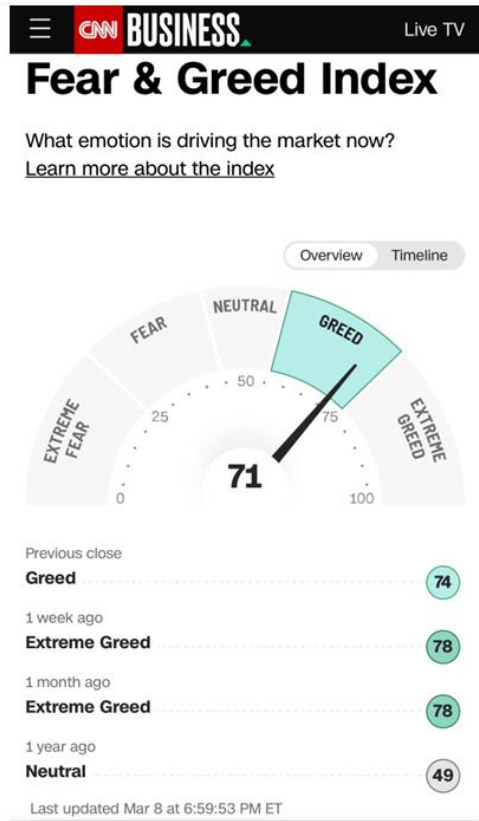 CNN BUSINESS
Live TV
Fear & Greed Index
What emotion is driving the market now?
Learn more about the index
Overview
Timeline
EXTREME
FEAR
FEAR
NEUTRAL
GREED
EXTREME
GREED
0
25
50
75
100
71
Previous close
Greed 74
1 week ago
Extreme Greed 78
1 month ago
Extreme Greed 78
1 year ago
Neutral 49
Last updated Mar 8 at 6:59:53 PM ET